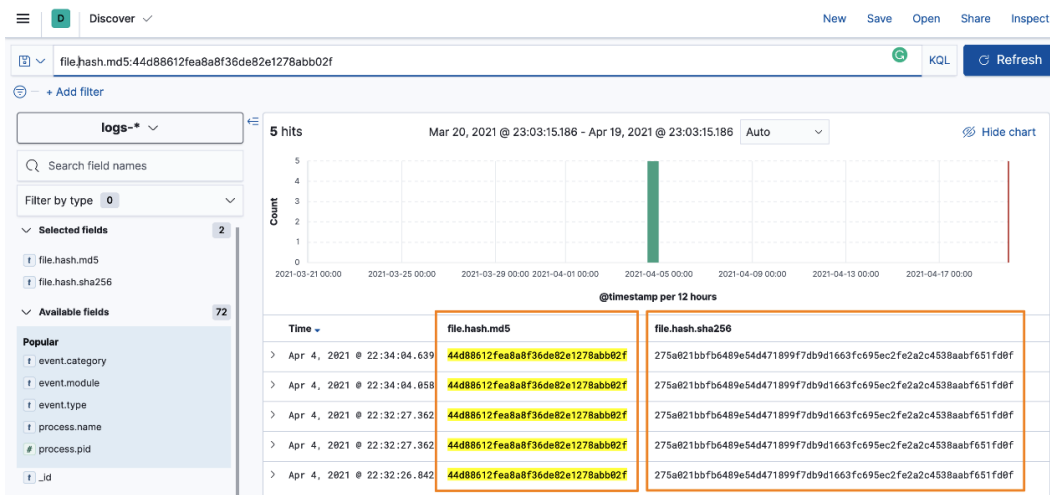 D Discover
New Save Open Share Inspect
file.hash.md5:44d88612fea8a8f36de82e1278abb02f
KQL
Refresh
+ Add filter
logs-*
Search field names
Filter by type 0
Selected fields 2
t file.hash.md5
t file.hash.sha256
Available fields 72
Popular
t event.category
t event.module
t event.type
t process.name
# process.pid
t _id
5 hits
Mar 20, 2021 @ 23:03:15.186 - Apr 19, 2021 @ 23:03:15.186
Auto
Hide chart
Count
5
4
3
2
1
0
2021-03-21 00:00 2021-03-25 00:00 2021-03-29 00:00 2021-04-01 00:00 2021-04-05 00:00 2021-04-09 00:00 2021-04-13 00:00 2021-04-17 00:00
@timestamp per 12 hours
Time file.hash.md5 file.hash.sha256
Apr 4, 2021 @ 22:34:04.639 44d88612fea8a8f36de82e1278abb02f 275a021bbfb6489e54d471899f7db9d1663fc695ec2fe2a2c4538aabf651fd0f
Apr 4, 2021 @ 22:34:04.058 44d88612fea8a8f36de82e1278abb02f 275a021bbfb6489e54d471899f7db9d1663fc695ec2fe2a2c4538aabf651fd0f
Apr 4, 2021 @ 22:32:27.362 44d88612fea8a8f36de82e1278abb02f 275a021bbfb6489e54d471899f7db9d1663fc695ec2fe2a2c4538aabf651fd0f
Apr 4, 2021 @ 22:32:27.362 44d88612fea8a8f36de82e1278abb02f 275a021bbfb6489e54d471899f7db9d1663fc695ec2fe2a2c4538aabf651fd0f
Apr 4, 2021 @ 22:32:26.842 44d88612fea8a8f36de82e1278abb02f 275a021bbfb6489e54d471899f7db9d1663fc695ec2fe2a2c4538aabf651fd0f